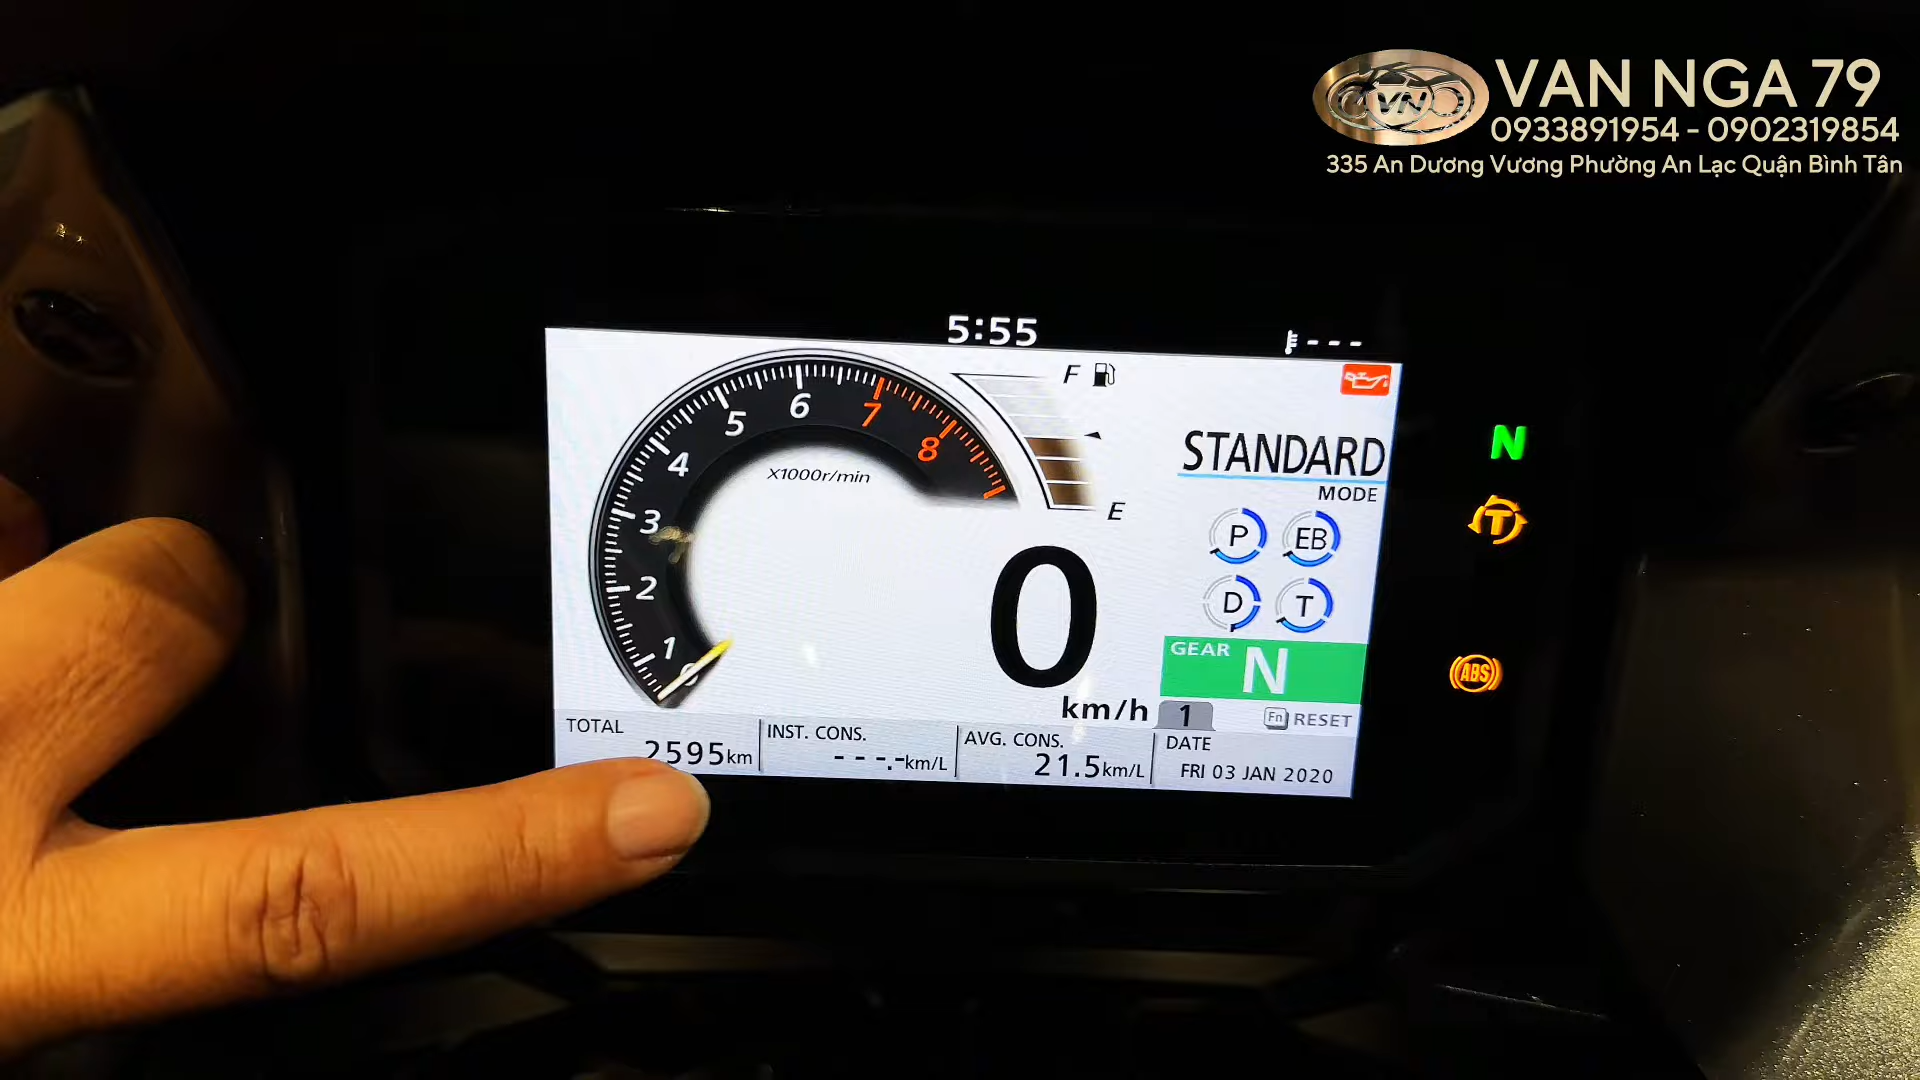 VN
VAN NGA 79
0933891954 - 0902319854
335 An Dương Vương Phường An Lạc Quận Bình Tân
5:55
---
F
E
0
1
2
3
4
5
6
7
8
X1000r/min
STANDARD
MODE
P
EB
D
T
GEAR N
0
km/h
1
Fn RESET
TOTAL
2595km
INST. CONS.
---.-km/L
AVG. CONS.
21.5km/L
DATE
FRI 03 JAN 2020
N
T
ABS